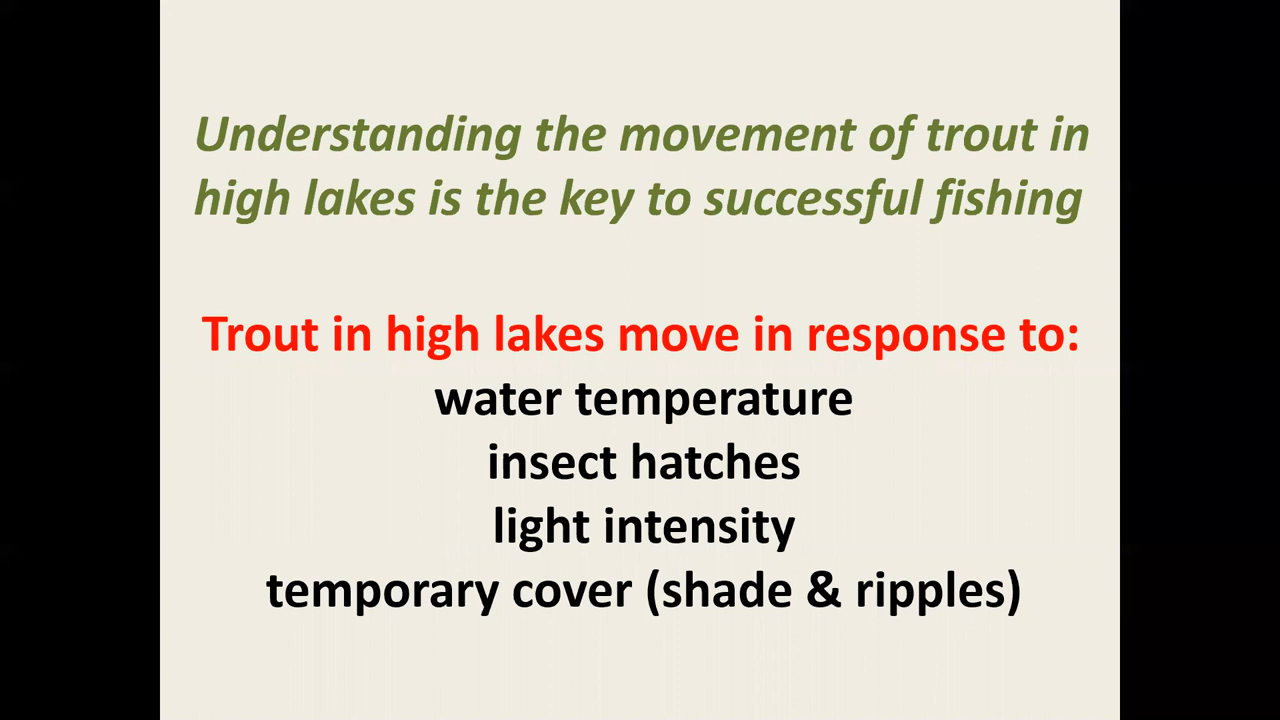 Understanding the movement of trout in
high lakes is the key to successful fishing
Trout in high lakes move in response to:
water temperature
insect hatches
light intensity
temporary cover (shade & ripples)